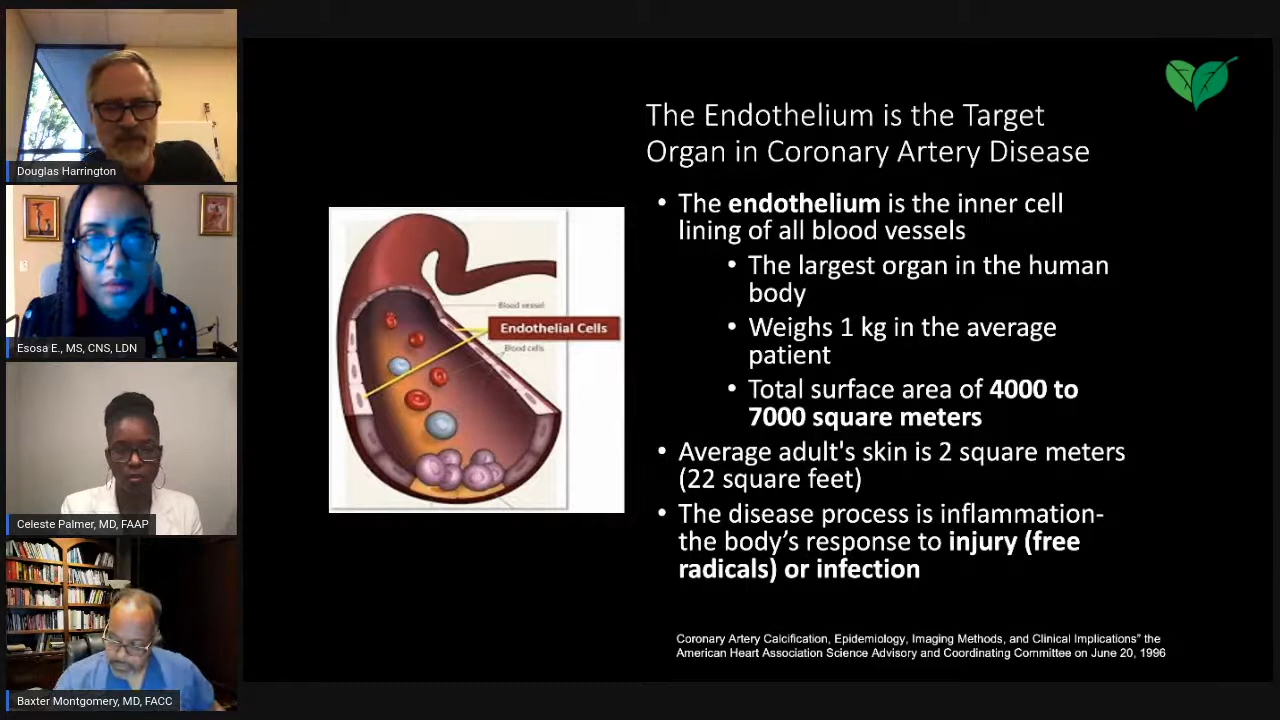 Douglas Harrington
Esosa E., MS, CNS, LDN
Celeste Palmer, MD, FAAP
Baxter Montgomery, MD, FACC
The Endothelium is the Target
Organ in Coronary Artery Disease
Blood vessel
Endothelial Cells
Blood cells
• The endothelium is the inner cell
lining of all blood vessels
• The largest organ in the human
body
• Weighs 1 kg in the average
patient
• Total surface area of 4000 to
7000 square meters
• Average adult's skin is 2 square meters
(22 square feet)
• The disease process is inflammation-
the body’s response to injury (free
radicals) or infection
Coronary Artery Calcification, Epidemiology, Imaging Methods, and Clinical Implications” the
American Heart Association Science Advisory and Coordinating Committee on June 20, 1996